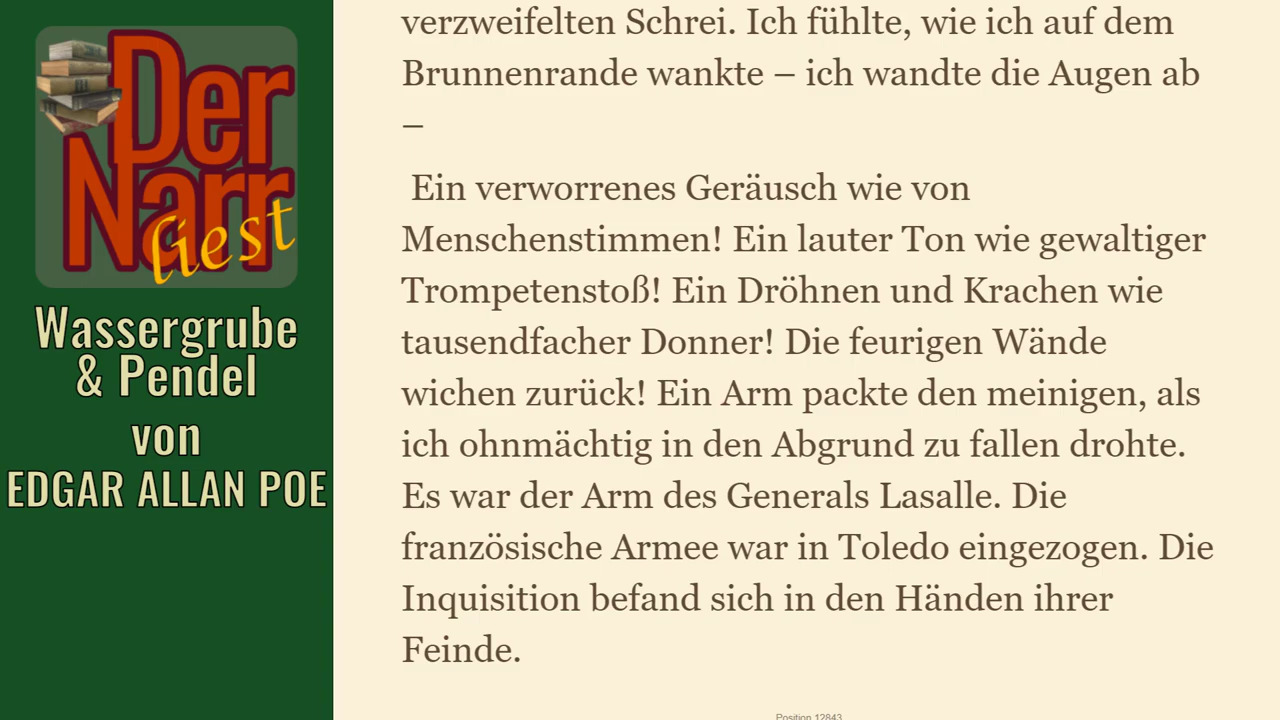 Der
Narr
liest
Wassergrube
& Pendel
von
EDGAR ALLAN POE
verzweifelten Schrei. Ich fühlte, wie ich auf dem
Brunnenrande wankte – ich wandte die Augen ab
–
Ein verworrenes Geräusch wie von
Menschenstimmen! Ein lauter Ton wie gewaltiger
Trompetenstoß! Ein Dröhnen und Krachen wie
tausendfacher Donner! Die feurigen Wände
wichen zurück! Ein Arm packte den meinigen, als
ich ohnmächtig in den Abgrund zu fallen drohte.
Es war der Arm des Generals Lasalle. Die
französische Armee war in Toledo eingezogen. Die
Inquisition befand sich in den Händen ihrer
Feinde.
Position 12843